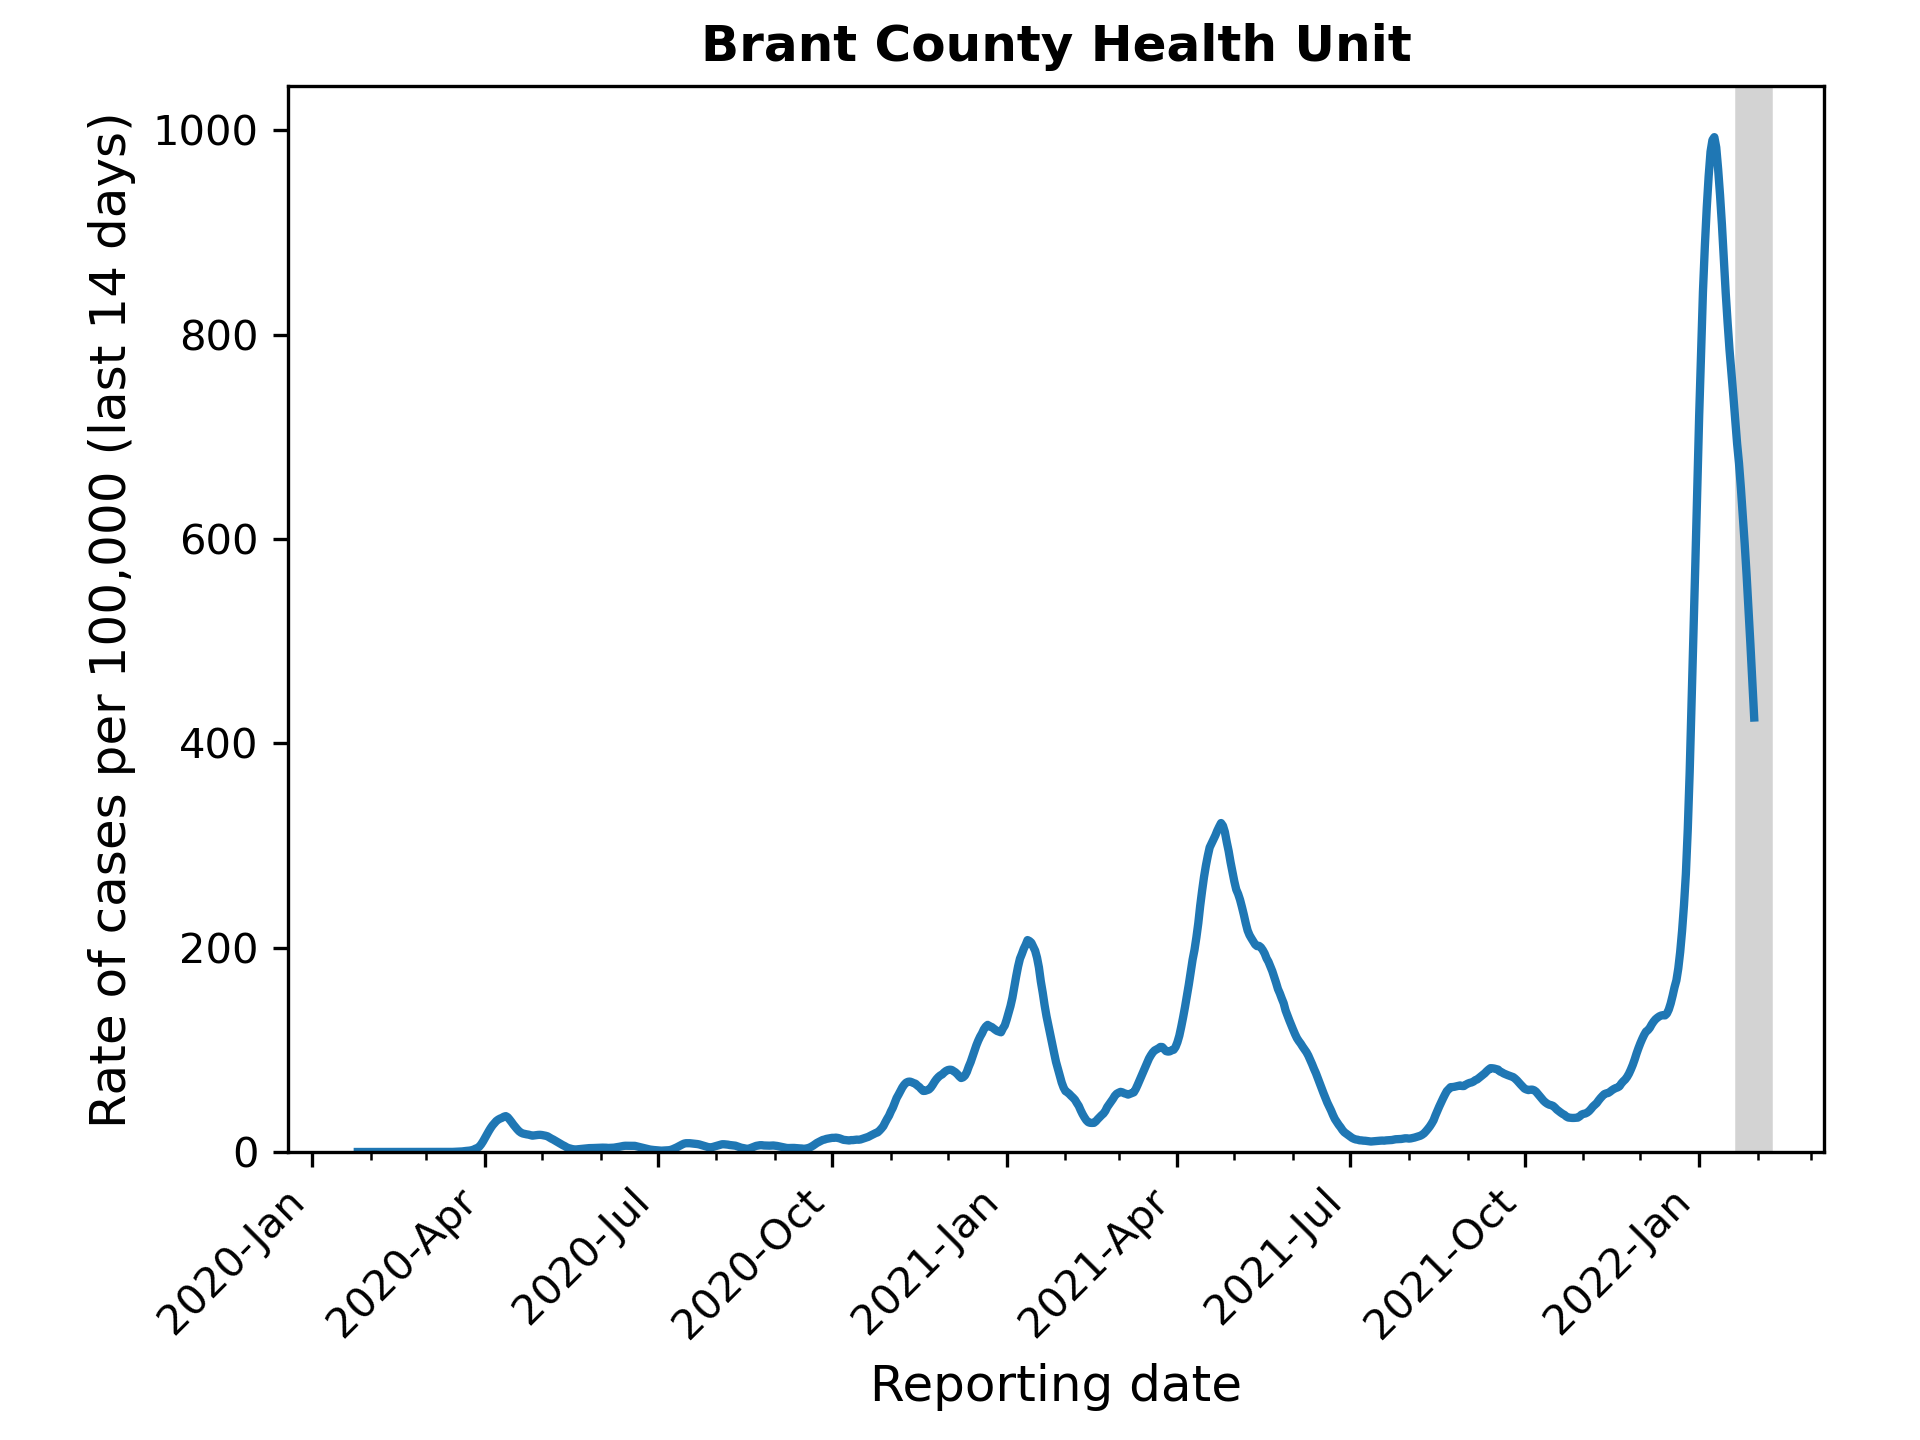 Brant County Health Unit
Rate of cases per 100,000 (last 14 days)
1000
800
600
400
200
0
2020-Jan
2020-Apr
2020-Jul
2020-Oct
2021-Jan
2021-Apr
2021-Jul
2021-Oct
2022-Jan
Reporting date